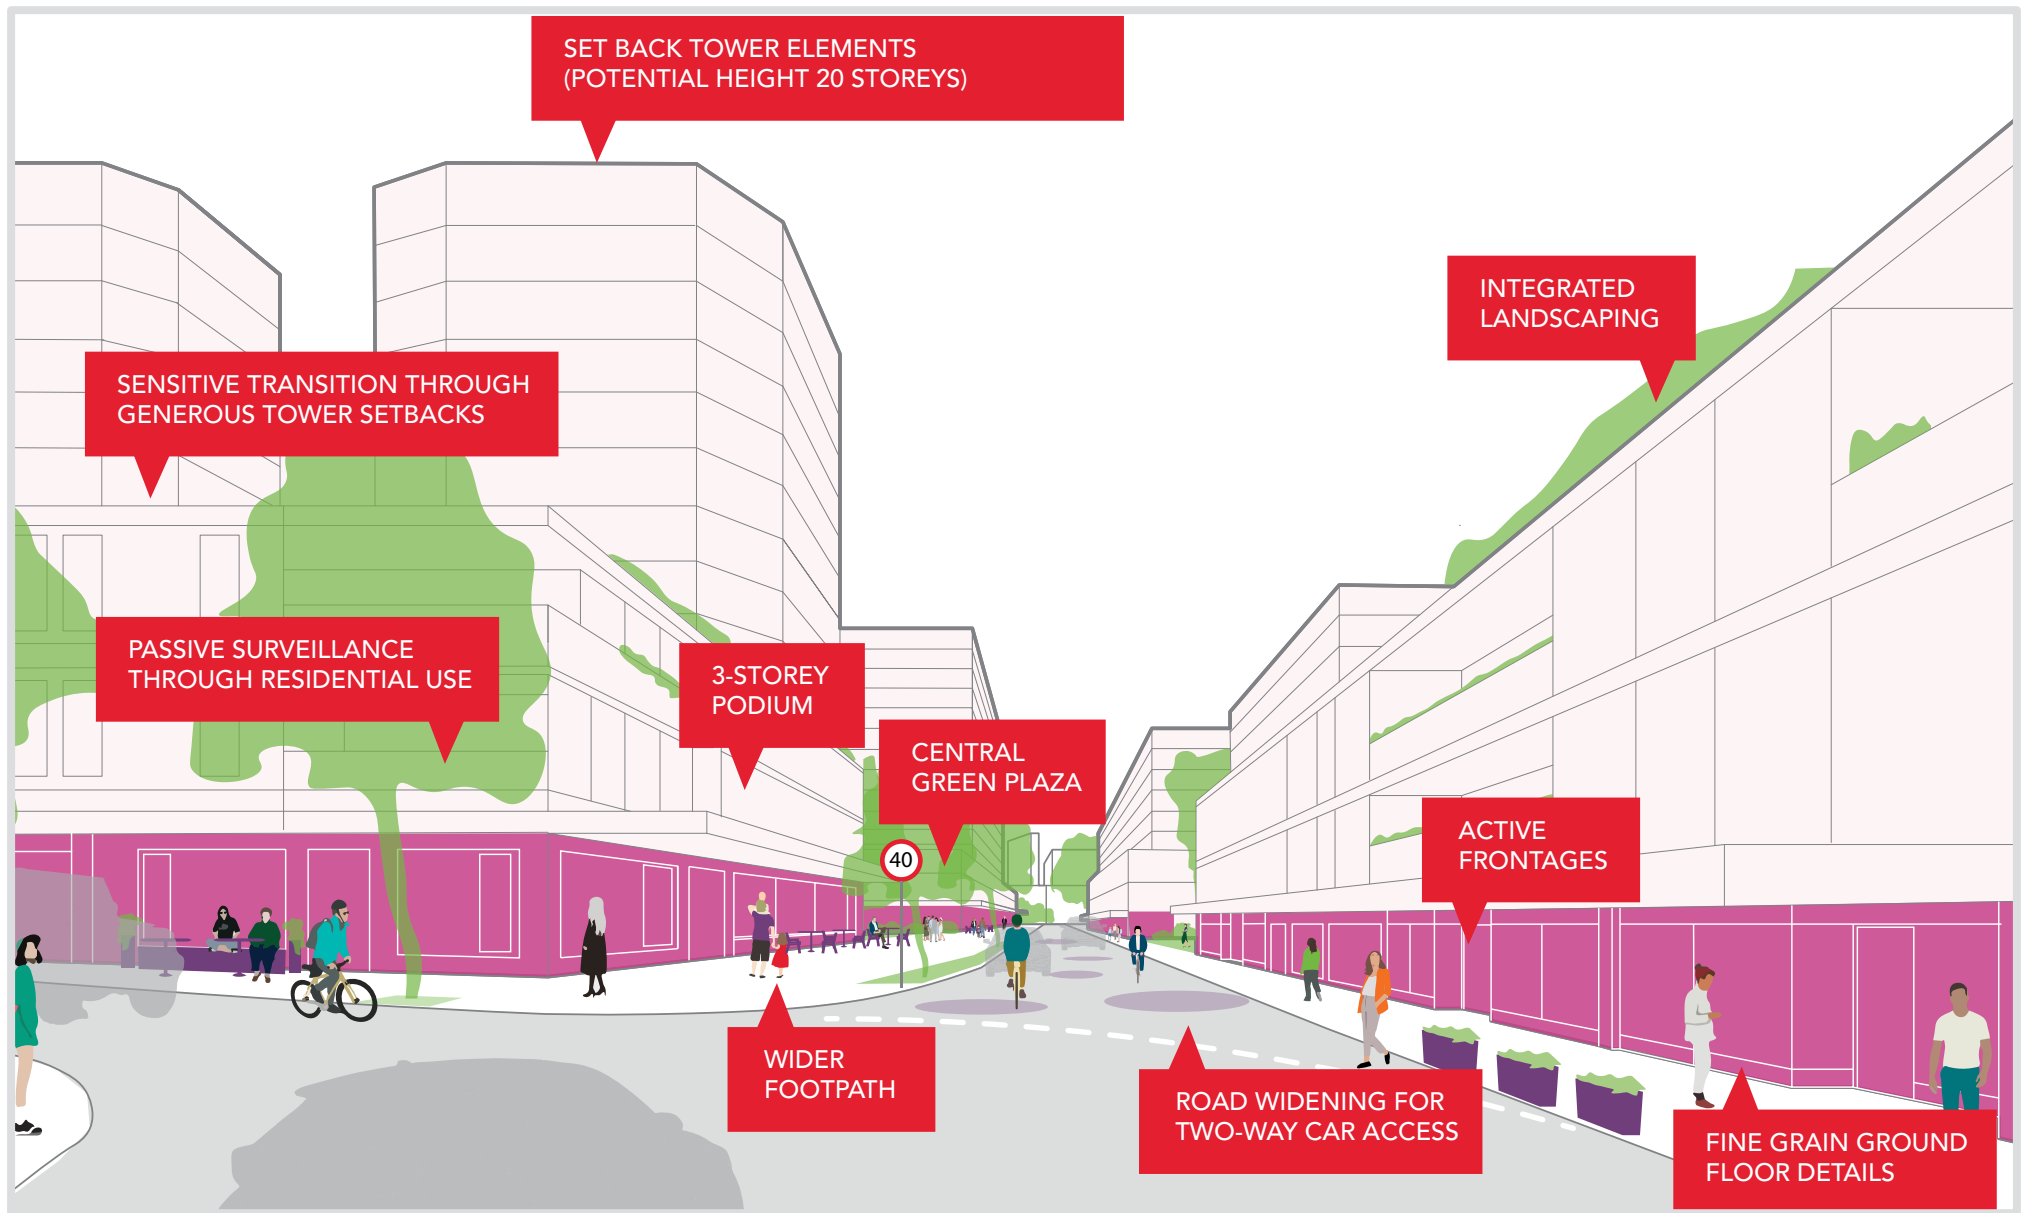 SET BACK TOWER ELEMENTS
(POTENTIAL HEIGHT 20 STOREYS)
INTEGRATED
LANDSCAPING
SENSITIVE TRANSITION THROUGH
GENEROUS TOWER SETBACKS
PASSIVE SURVEILLANCE
THROUGH RESIDENTIAL USE
3-STOREY
PODIUM
CENTRAL
GREEN PLAZA
ACTIVE
FRONTAGES
40
WIDER
FOOTPATH
ROAD WIDENING FOR
TWO-WAY CAR ACCESS
FINE GRAIN GROUND
FLOOR DETAILS